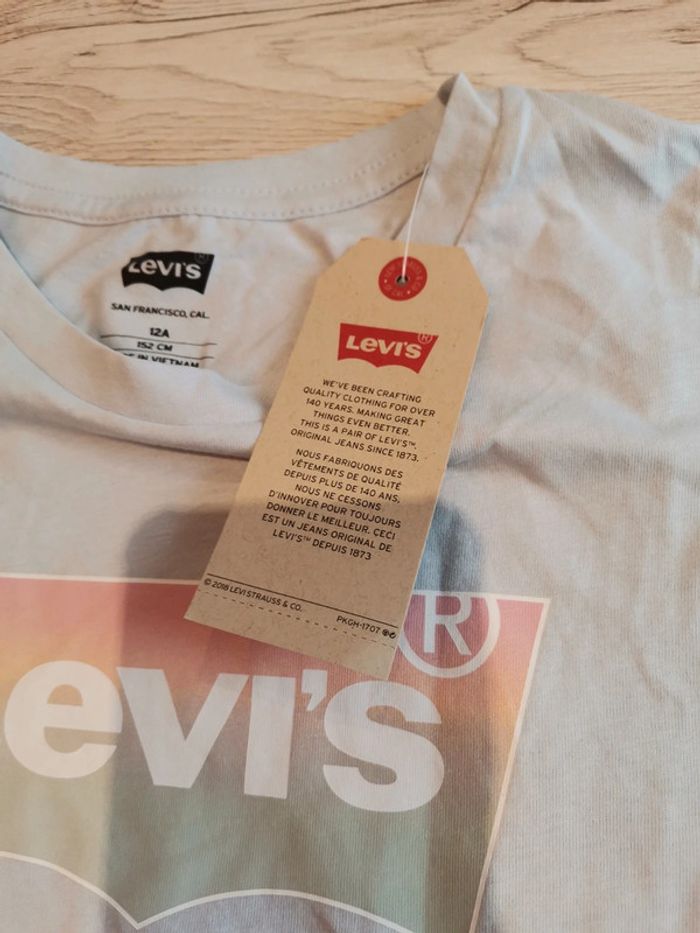 Levi's ®
SAN FRANCISCO, CAL.
12A
152 CM
IN VIETNAM
Levi's ®
WE'VE BEEN CRAFTING
QUALITY CLOTHING FOR OVER
140 YEARS. MAKING GREAT
THINGS EVEN BETTER.
THIS IS A PAIR OF LEVI'S™.
ORIGINAL JEANS SINCE 1873.
NOUS FABRIQUONS DES
VÊTEMENTS DE QUALITÉ
DEPUIS PLUS DE 140 ANS.
NOUS NE CESSONS
D'INNOVER POUR TOUJOURS
DONNER LE MEILLEUR. CECI
EST UN JEANS ORIGINAL DE
LEVI'S™ DEPUIS 1873
© 2018 LEVI STRAUSS & CO.
PKGH-1707
evi's ®